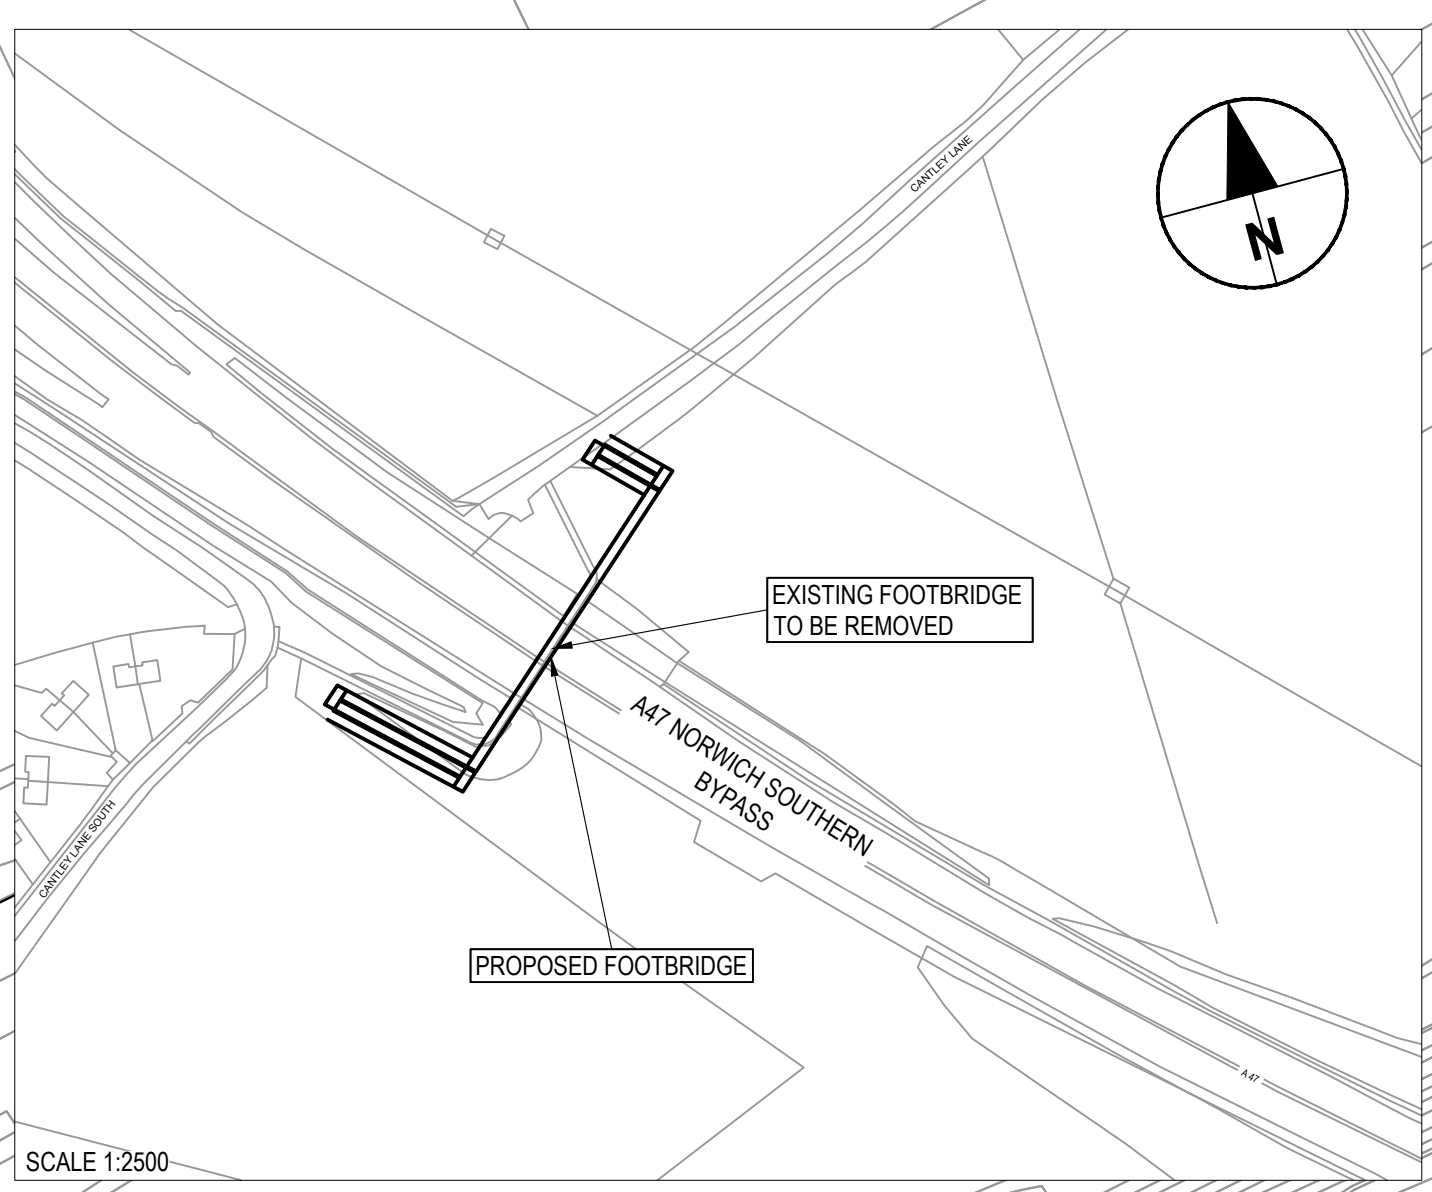 CANTLEY LANE
N
EXISTING FOOTBRIDGE
TO BE REMOVED
A47 NORWICH SOUTHERN
BYPASS
CANTLEY LANE SOUTH
PROPOSED FOOTBRIDGE
A47
SCALE 1:2500